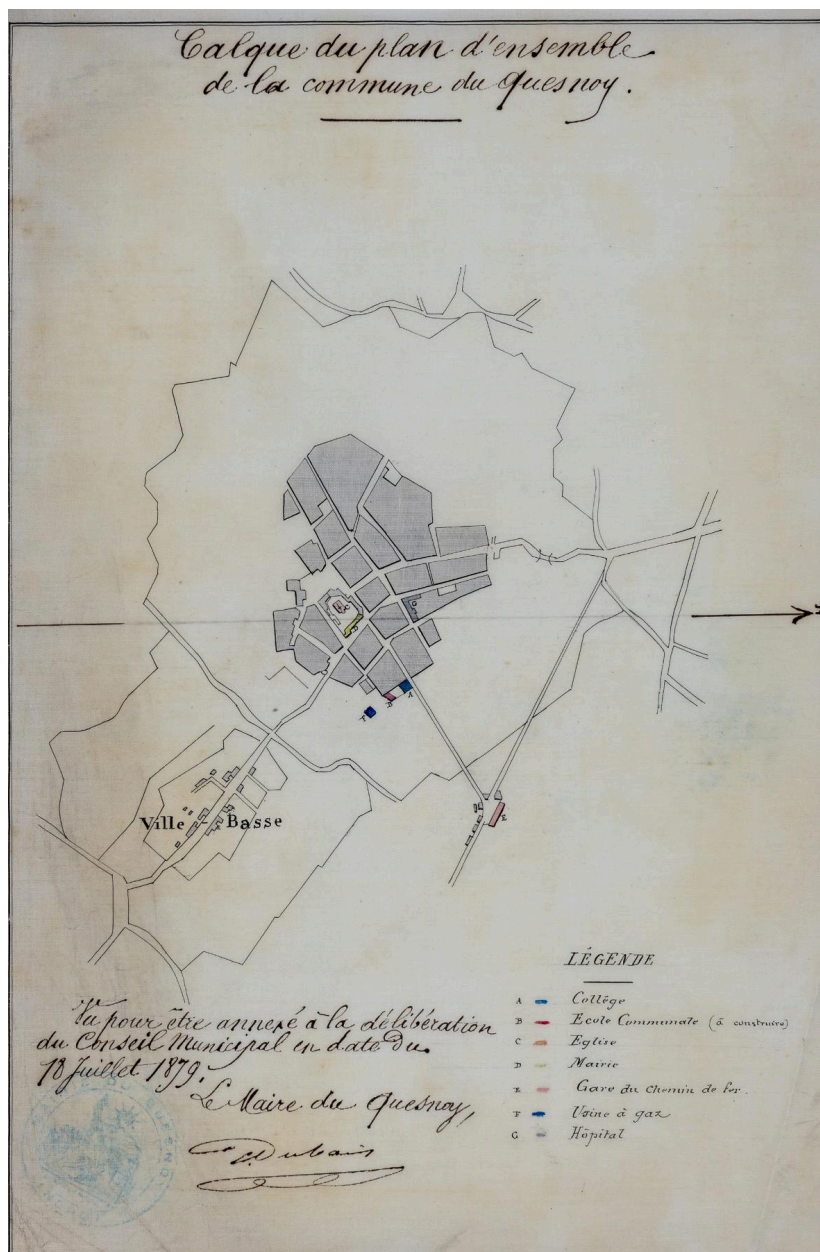 Calque du plan d'ensemble
de la commune du Quesnoy.
G
D
A
B
F
E
Ville - Basse
LÉGENDE
A Collège
B Ecole Communale (à construire)
C Eglise
D Mairie
E Gare du Chemin de fer.
F Usine à gaz
G Hôpital
Vu pour être annexé à la délibération
du Conseil Municipal en date du
18 Juillet 1879.
Le Maire du Quesnoy,